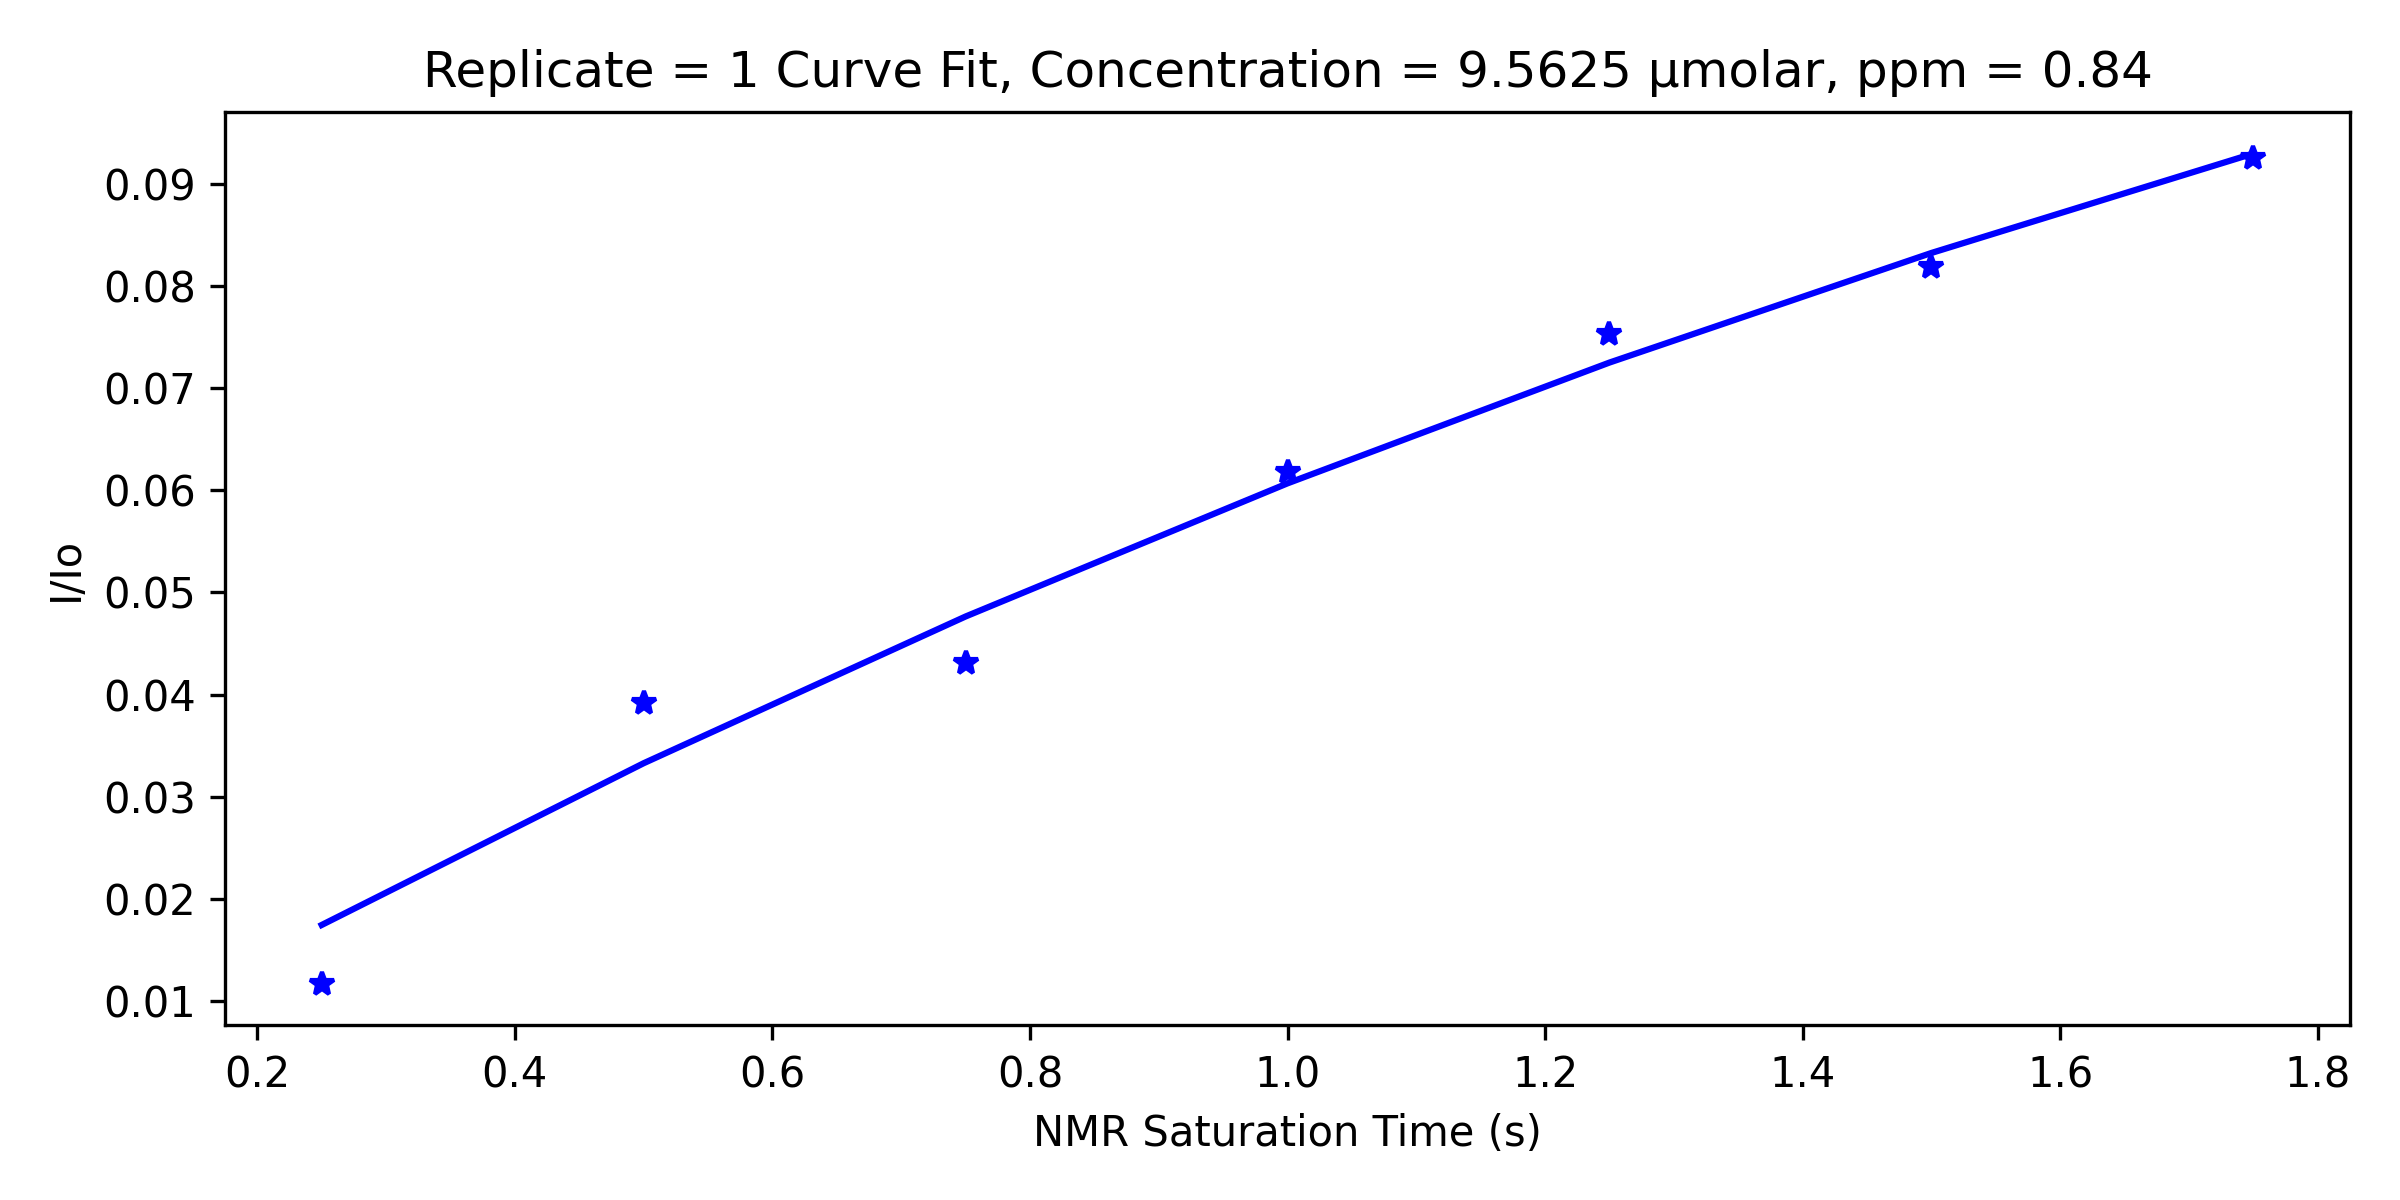 Replicate = 1 Curve Fit, Concentration = 9.5625 µmolar, ppm = 0.84
0.09
0.08
0.07
0.06
0.05
0.04
0.03
0.02
0.01
I/Io
0.2 0.4 0.6 0.8 1.0 1.2 1.4 1.6 1.8
NMR Saturation Time (s)